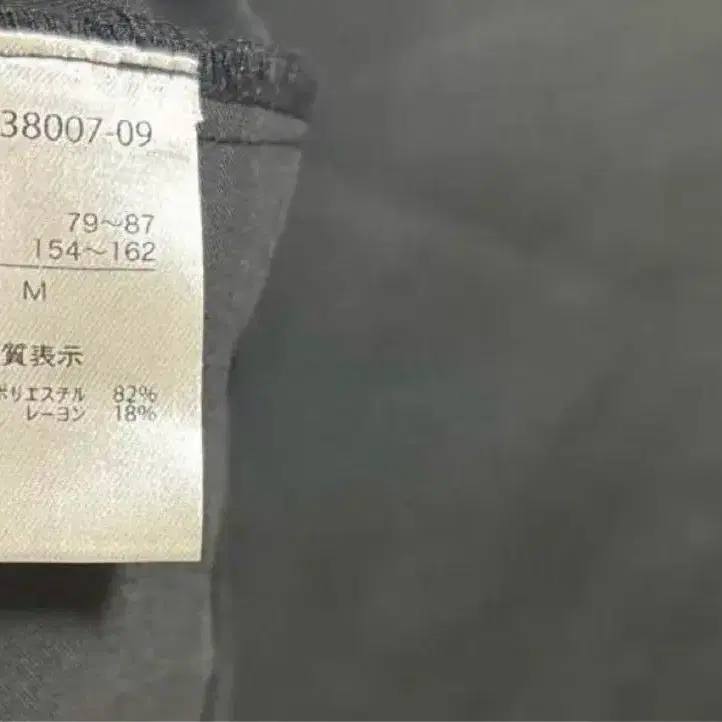 38007-09
79～87
154～162
M
質表示
ポリエステル 82%
レーヨン 18%